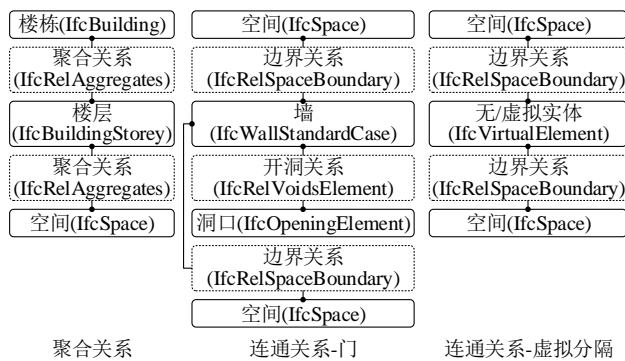 楼栋(IfcBuilding)
聚合关系
(IfcRelAggregates)
楼层
(IfcBuildingStorey)
聚合关系
(IfcRelAggregates)
空间(IfcSpace)
聚合关系
空间(IfcSpace)
边界关系
(IfcRelSpaceBoundary)
墙
(IfcWallStandardCase)
开洞关系
(IfcRelVoidsElement)
洞口(IfcOpeningElement)
边界关系
(IfcRelSpaceBoundary)
空间(IfcSpace)
连通关系-门
空间(IfcSpace)
边界关系
(IfcRelSpaceBoundary)
无/虚拟实体
(IfcVirtualElement)
边界关系
(IfcRelSpaceBoundary)
空间(IfcSpace)
连通关系-虚拟分隔